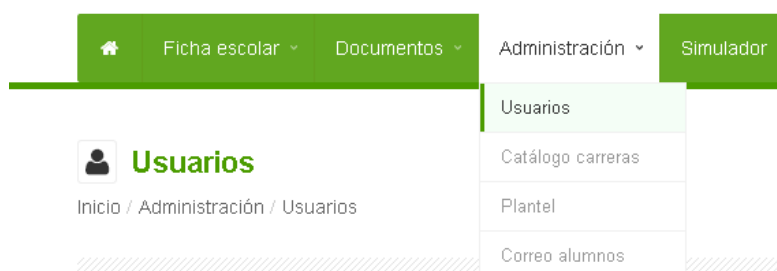 Ficha escolar Documentos Administración Simulador
Usuarios
Catálogo carreras
Plantel
Correo alumnos
Usuarios
Inicio / Administración / Usuarios